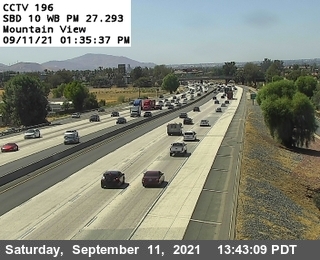 CCTV 196
SBD 10 WB PM 27.293
Mountain View
09/11/21 01:35:37 PM
Saturday, September 11, 2021 13:43:09 PDT